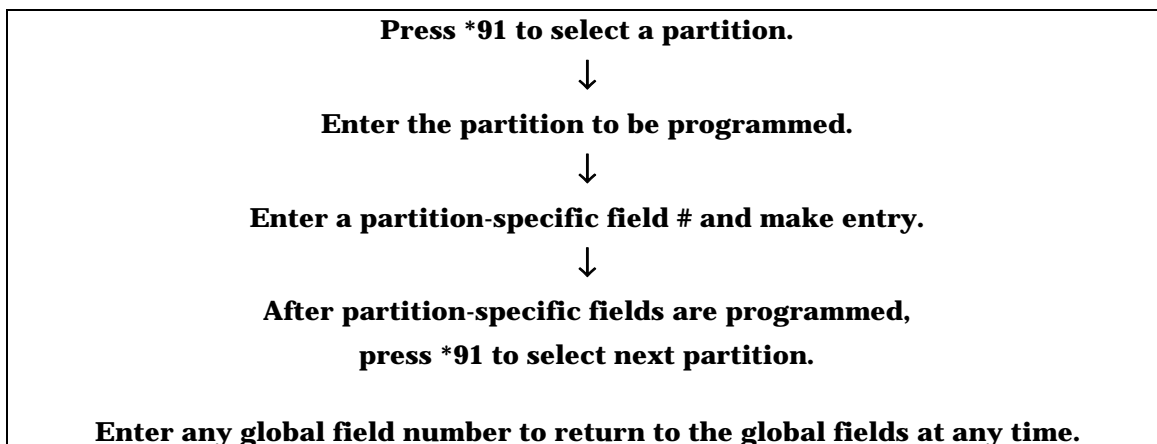 Press *91 to select a partition.
↓
Enter the partition to be programmed.
↓
Enter a partition-specific field # and make entry.
↓
After partition-specific fields are programmed,
press *91 to select next partition.
Enter any global field number to return to the global fields at any time.